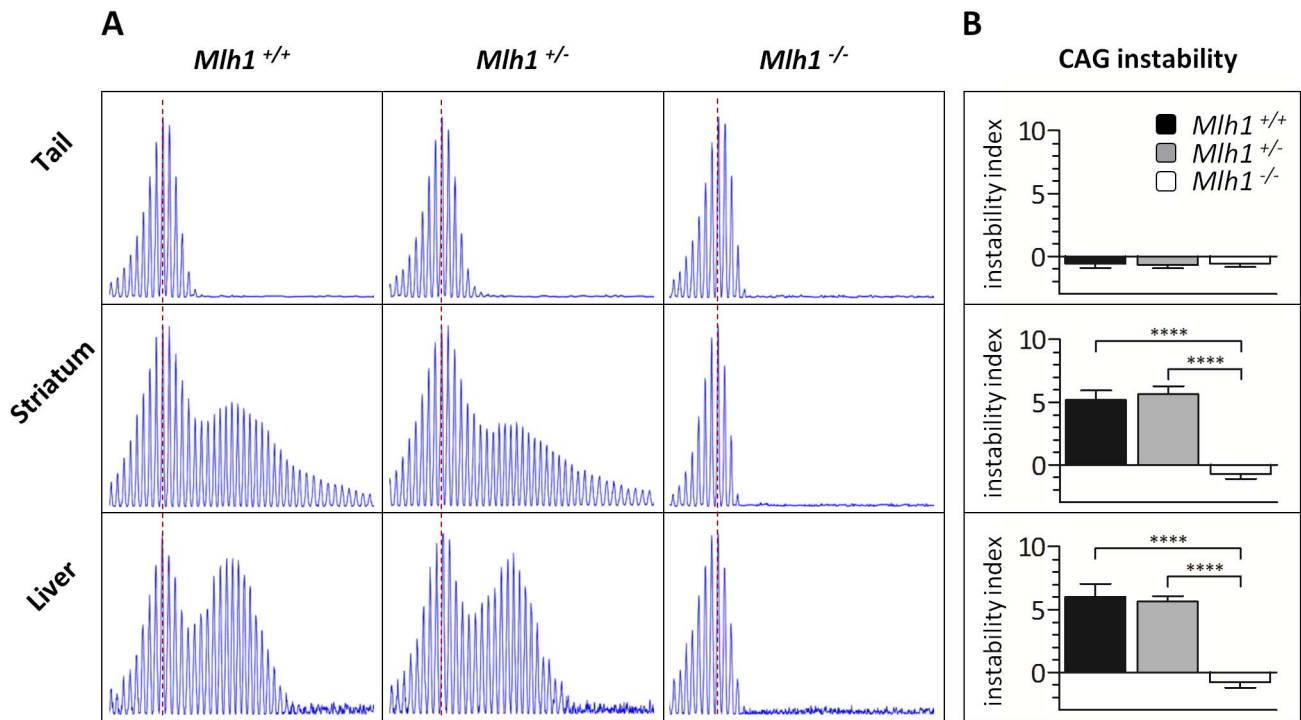 A
B
Mlh1 +/+
Mlh1 +/-
Mlh1 -/-
CAG instability
Tail
instability index
10
5
0
Mlh1 +/+
Mlh1 +/-
Mlh1 -/-
Striatum
instability index
10
5
0
****
****
Liver
instability index
10
5
0
****
****